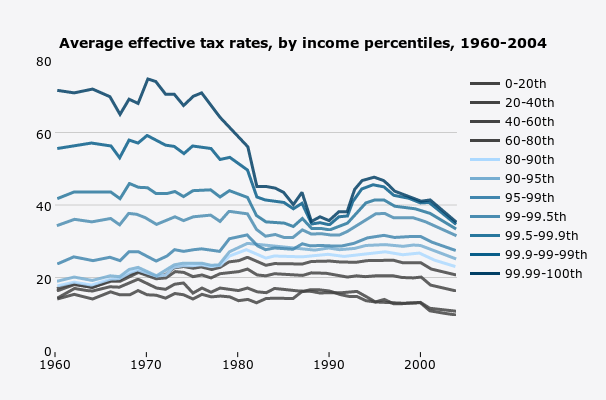 Average effective tax rates, by income percentiles, 1960-2004
80
60
40
20
0
1960
1970
1980
1990
2000
0-20th
20-40th
40-60th
60-80th
80-90th
90-95th
95-99th
99-99.5th
99.5-99.9th
99.9-99-99th
99.99-100th